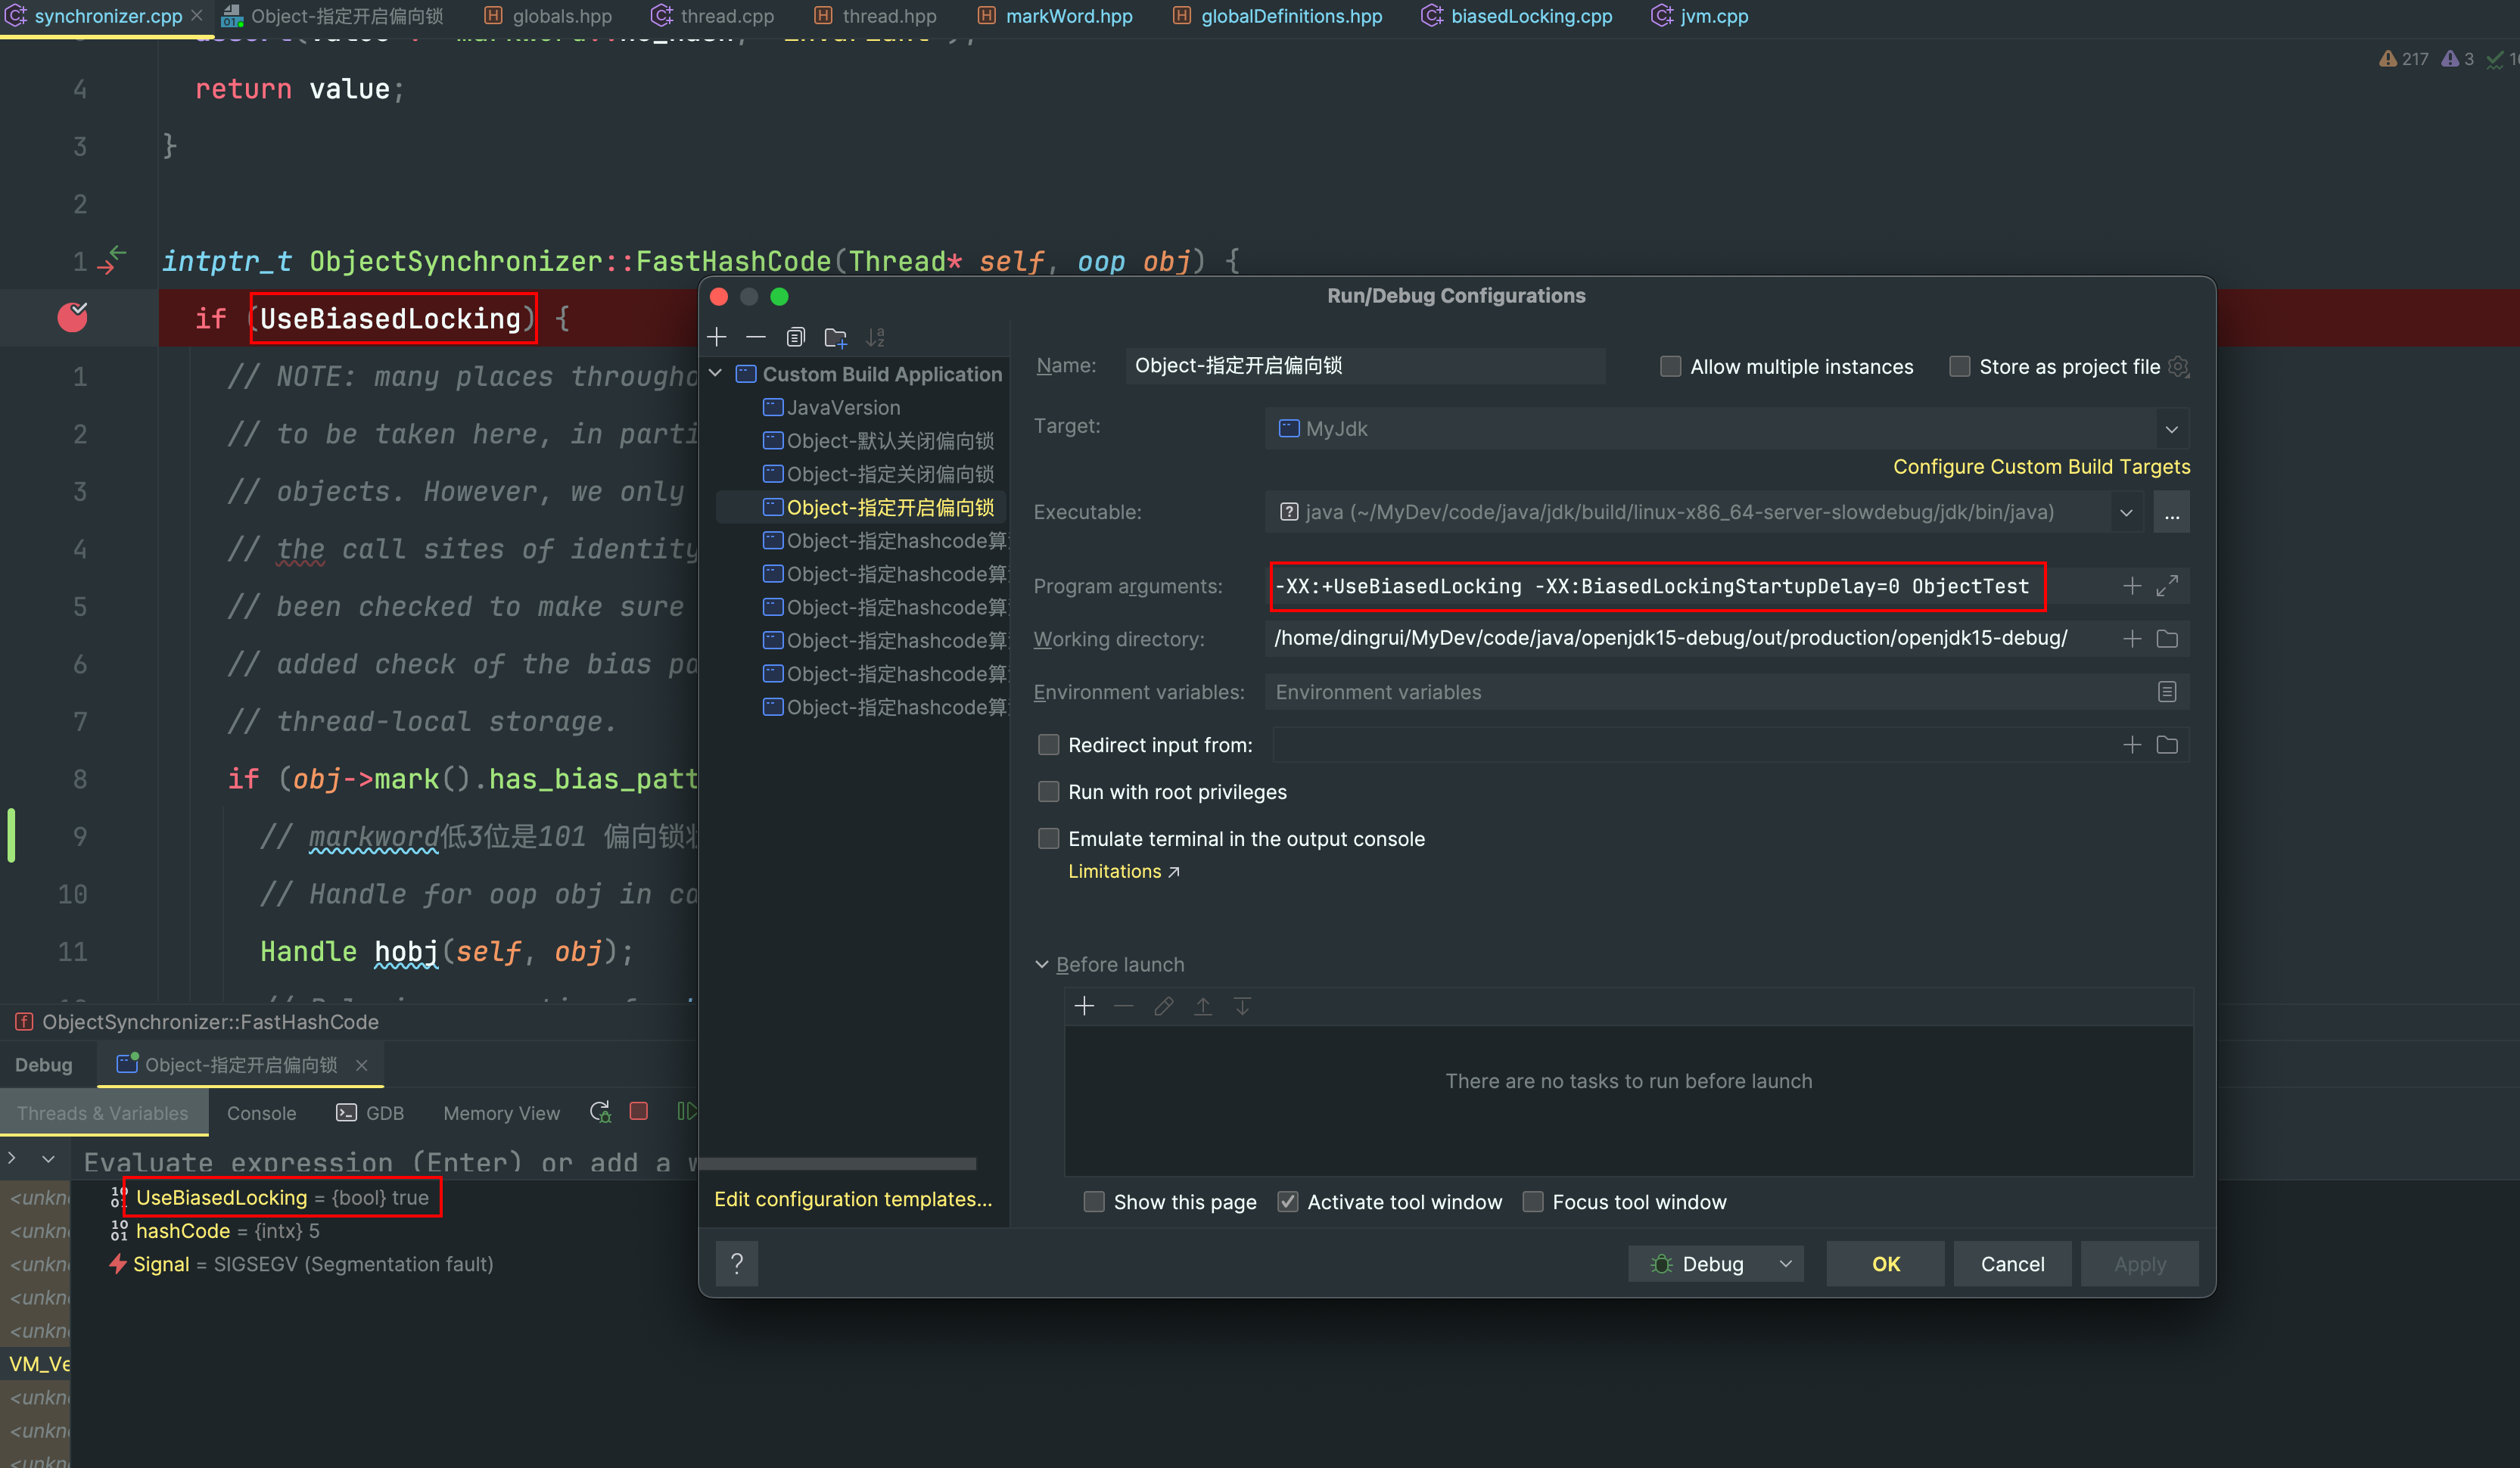 synchronizer.cpp
Object-指定开启偏向锁
globals.hpp
thread.cpp
thread.hpp
markWord.hpp
globalDefinitions.hpp
biasedLocking.cpp
jvm.cpp
217
3
4 return value;
3 }
2
1 intptr_t ObjectSynchronizer::FastHashCode(Thread* self, oop obj) {
if (UseBiasedLocking) {
1 // NOTE: many places througho
2 // to be taken here, in parti
3 // objects. However, we only
4 // the call sites of identity
5 // been checked to make sure
6 // added check of the bias pa
7 // thread-local storage.
8 if (obj->mark().has_bias_patt
9 // markword低3位是101 偏向锁
10 // Handle for oop obj in ca
11 Handle hobj(self, obj);
ObjectSynchronizer::FastHashCode
Debug
Object-指定开启偏向锁
Threads & Variables
Console
GDB
Memory View
Evaluate expression (Enter) or add a w
UseBiasedLocking = {bool} true
hashCode = {intx} 5
Signal = SIGSEGV (Segmentation fault)
<unkn
<unkn
<unkn
<unkn
<unkn
VM_Ve
<unkn
<unkn
<unkn
Run/Debug Configurations
Custom Build Application
JavaVersion
Object-默认关闭偏向锁
Object-指定关闭偏向锁
Object-指定开启偏向锁
Object-指定hashcode算
Object-指定hashcode算
Object-指定hashcode算
Object-指定hashcode算
Object-指定hashcode算
Object-指定hashcode算
Edit configuration templates...
Name: Object-指定开启偏向锁
Allow multiple instances
Store as project file
Target: MyJdk
Configure Custom Build Targets
Executable: java (~/MyDev/code/java/jdk/build/linux-x86_64-server-slowdebug/jdk/bin/java)
...
Program arguments: -XX:+UseBiasedLocking -XX:BiasedLockingStartupDelay=0 ObjectTest
Working directory: /home/dingrui/MyDev/code/java/openjdk15-debug/out/production/openjdk15-debug/
Environment variables: Environment variables
Redirect input from:
Run with root privileges
Emulate terminal in the output console
Limitations ↗
Before launch
There are no tasks to run before launch
Show this page
Activate tool window
Focus tool window
?
Debug
OK
Cancel
Apply